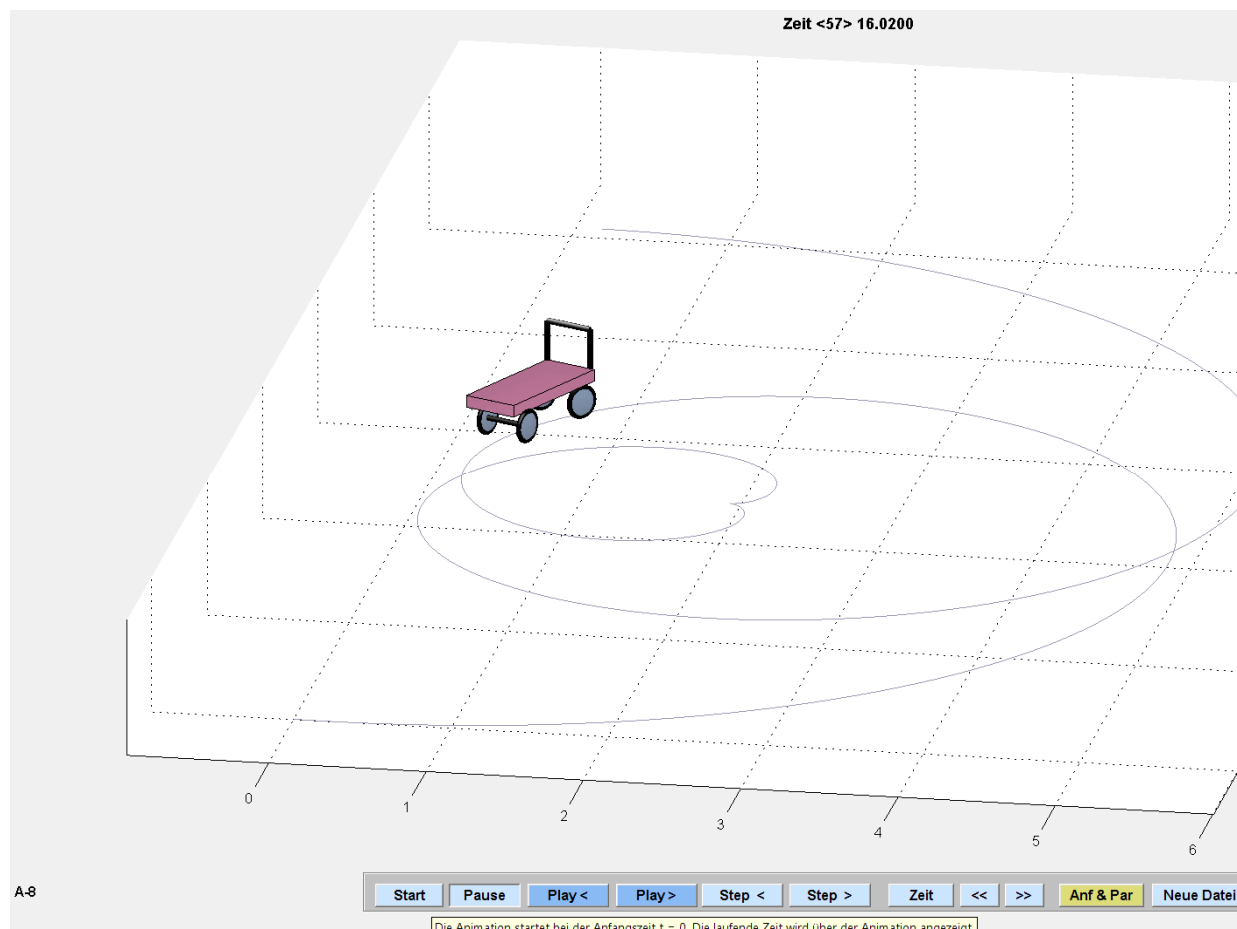 Zeit <57> 16.0200
0
1
2
3
4
5
6
A-8
Start Pause Play < Play > Step < Step > Zeit << >> Anf & Par Neue Datei
Die Animation startet bei der Anfangszeit t = 0. Die laufende Zeit wird über der Animation angezeigt